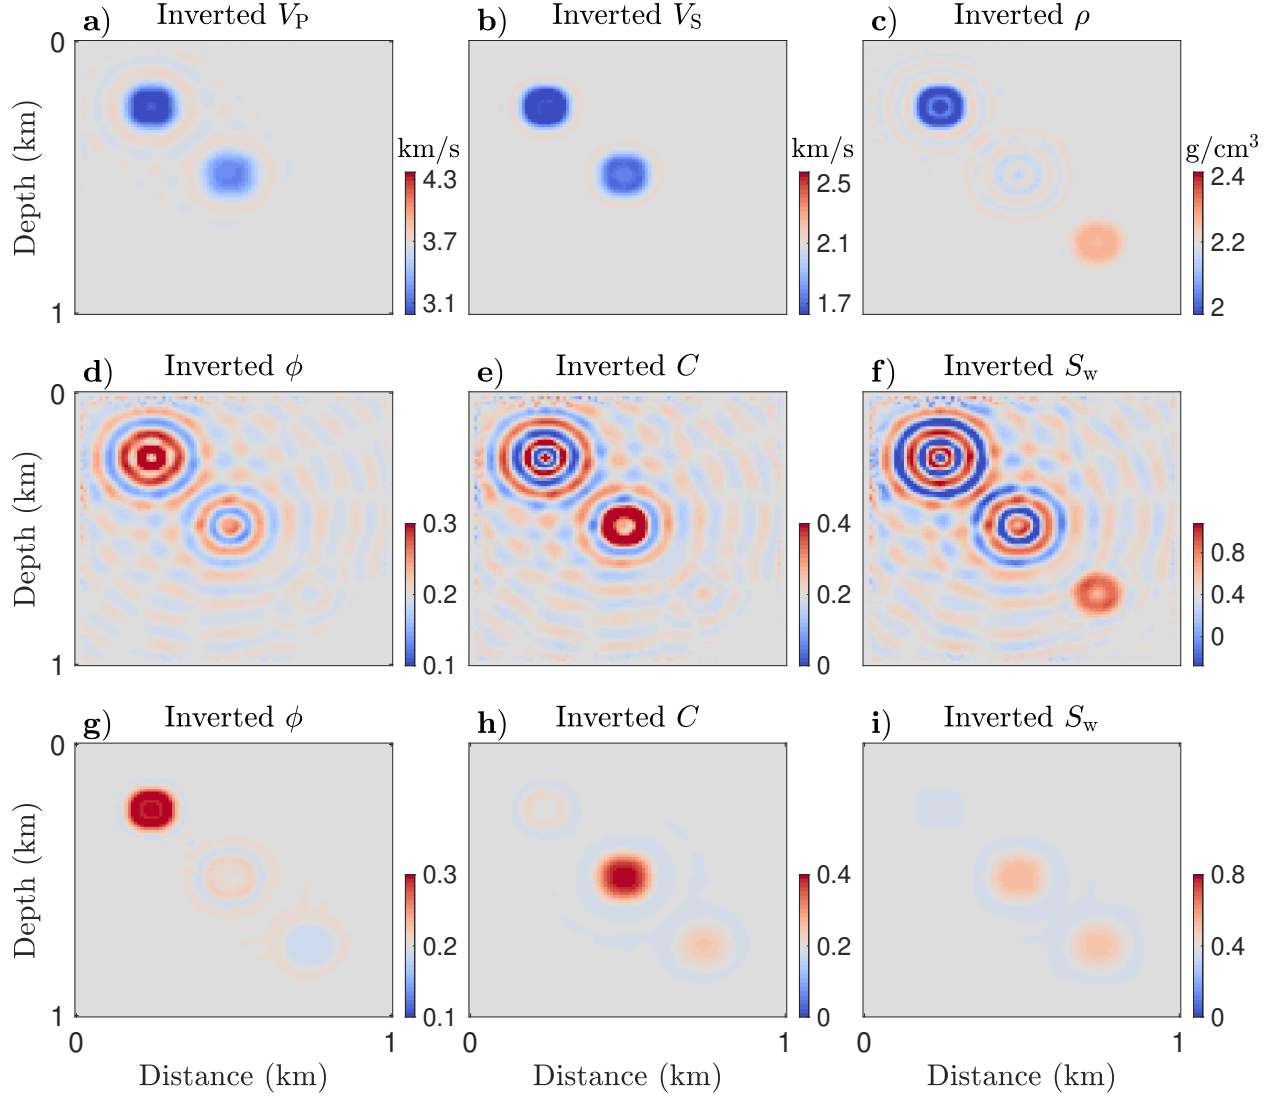 a) Inverted V_P
b) Inverted V_S
c) Inverted ρ
0
Depth (km)
1
km/s
4.3
3.7
3.1
km/s
2.5
2.1
1.7
g/cm³
2.4
2.2
2
d) Inverted ϕ
e) Inverted C
f) Inverted S_w
0
Depth (km)
1
0.3
0.2
0.1
0.4
0.2
0
0.8
0.4
0
g) Inverted ϕ
h) Inverted C
i) Inverted S_w
0
Depth (km)
1
0.3
0.2
0.1
0.4
0.2
0
0.8
0.4
0
0 1
0 1
0 1
Distance (km)
Distance (km)
Distance (km)